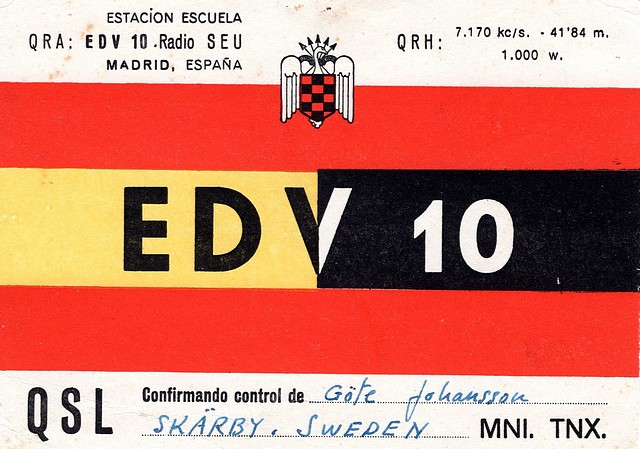 ESTACION ESCUELA
QRA: EDV 10 .Radio SEU
MADRID, ESPAÑA
QRH: 7.170 kc/s. - 41'84 m.
1.000 w.
EDV 10
QSL
Confirmando control de Göte Johansson
SKÄRBY. SWEDEN MNI. TNX.